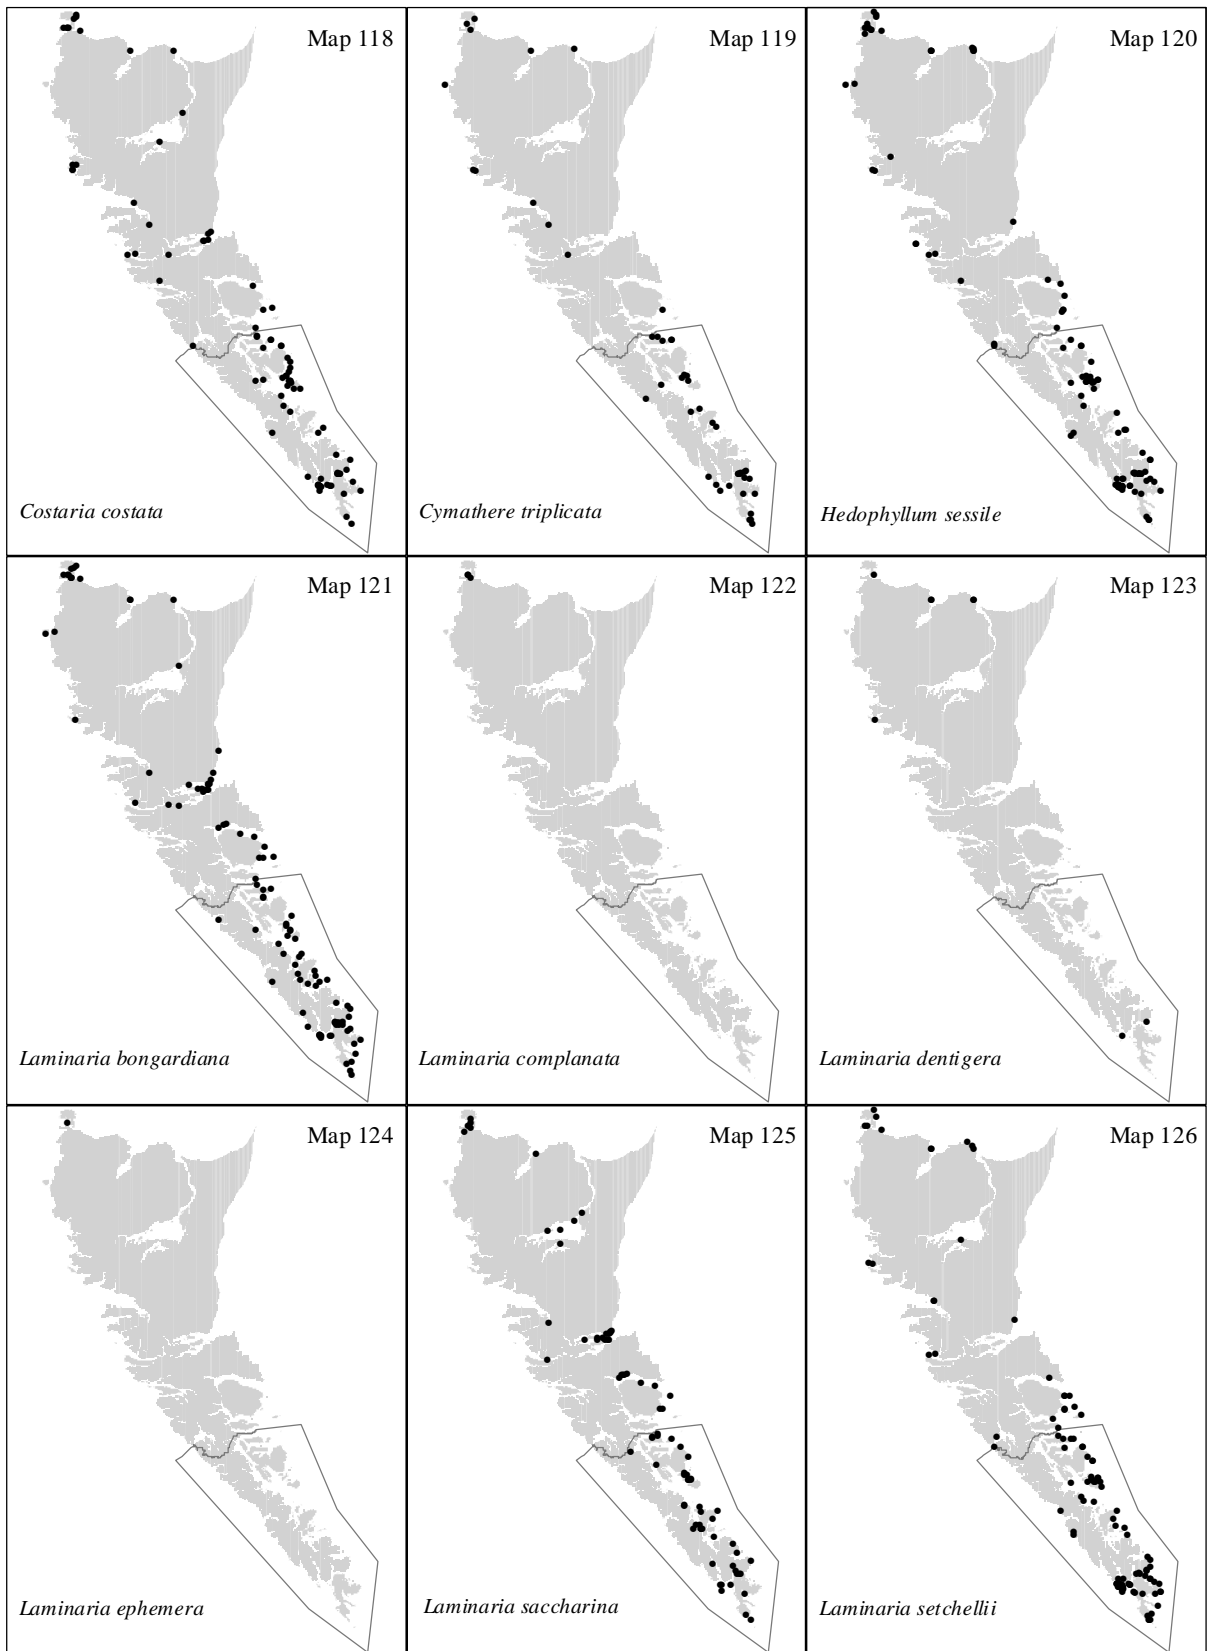 Map 118
Costaria costata
Map 119
Cymathere triplicata
Map 120
Hedophyllum sessile
Map 121
Laminaria bongardiana
Map 122
Laminaria complanata
Map 123
Laminaria dentigera
Map 124
Laminaria ephemera
Map 125
Laminaria saccharina
Map 126
Laminaria setchellii